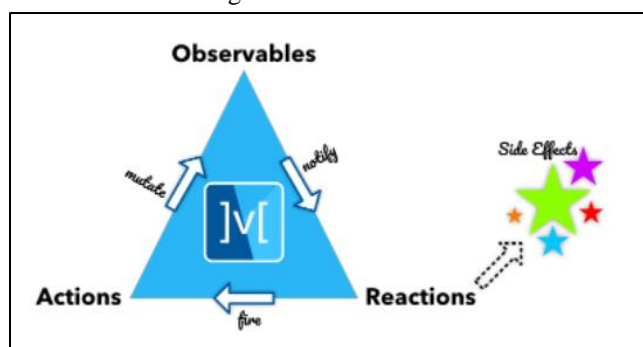 Observables
notify
Side Effects
mutate
]v[
Actions
Reactions
fire